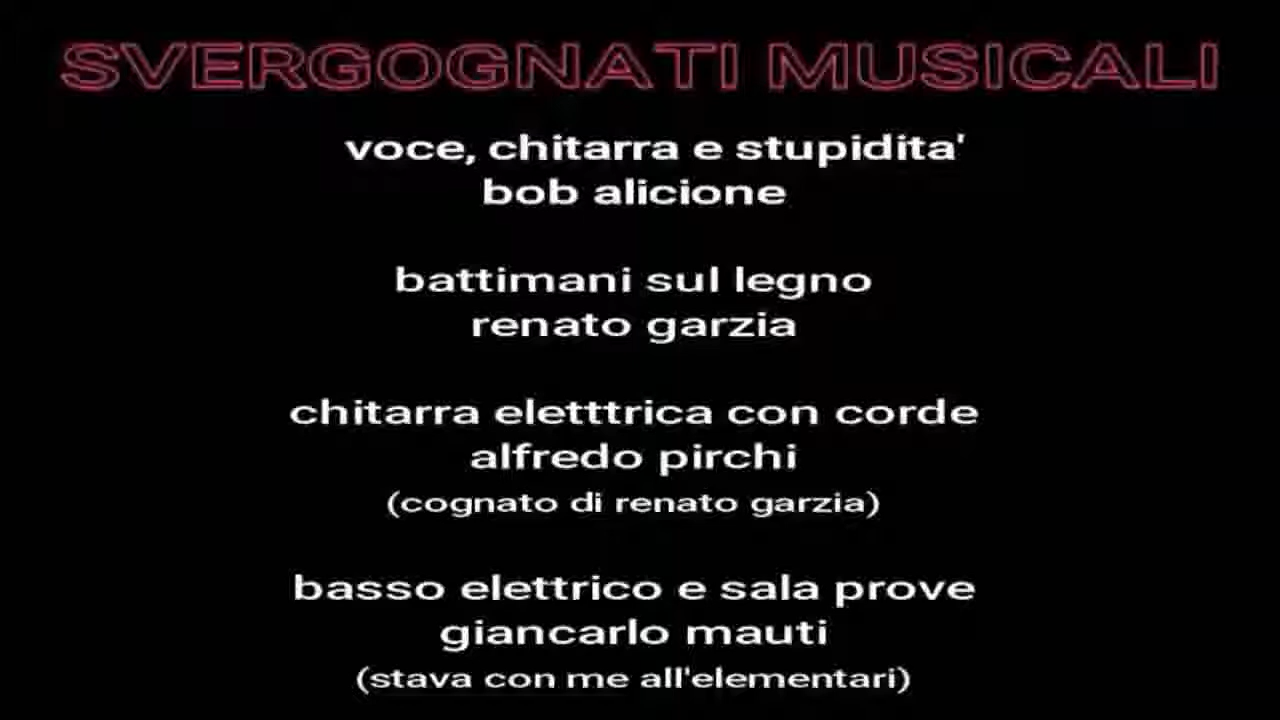 SVERGOGNATI MUSICALI
voce, chitarra e stupidita'
bob alicione
battimani sul legno
renato garzia
chitarra eletttrica con corde
alfredo pirchi
(cognato di renato garzia)
basso elettrico e sala prove
giancarlo mauti
(stava con me all'elementari)